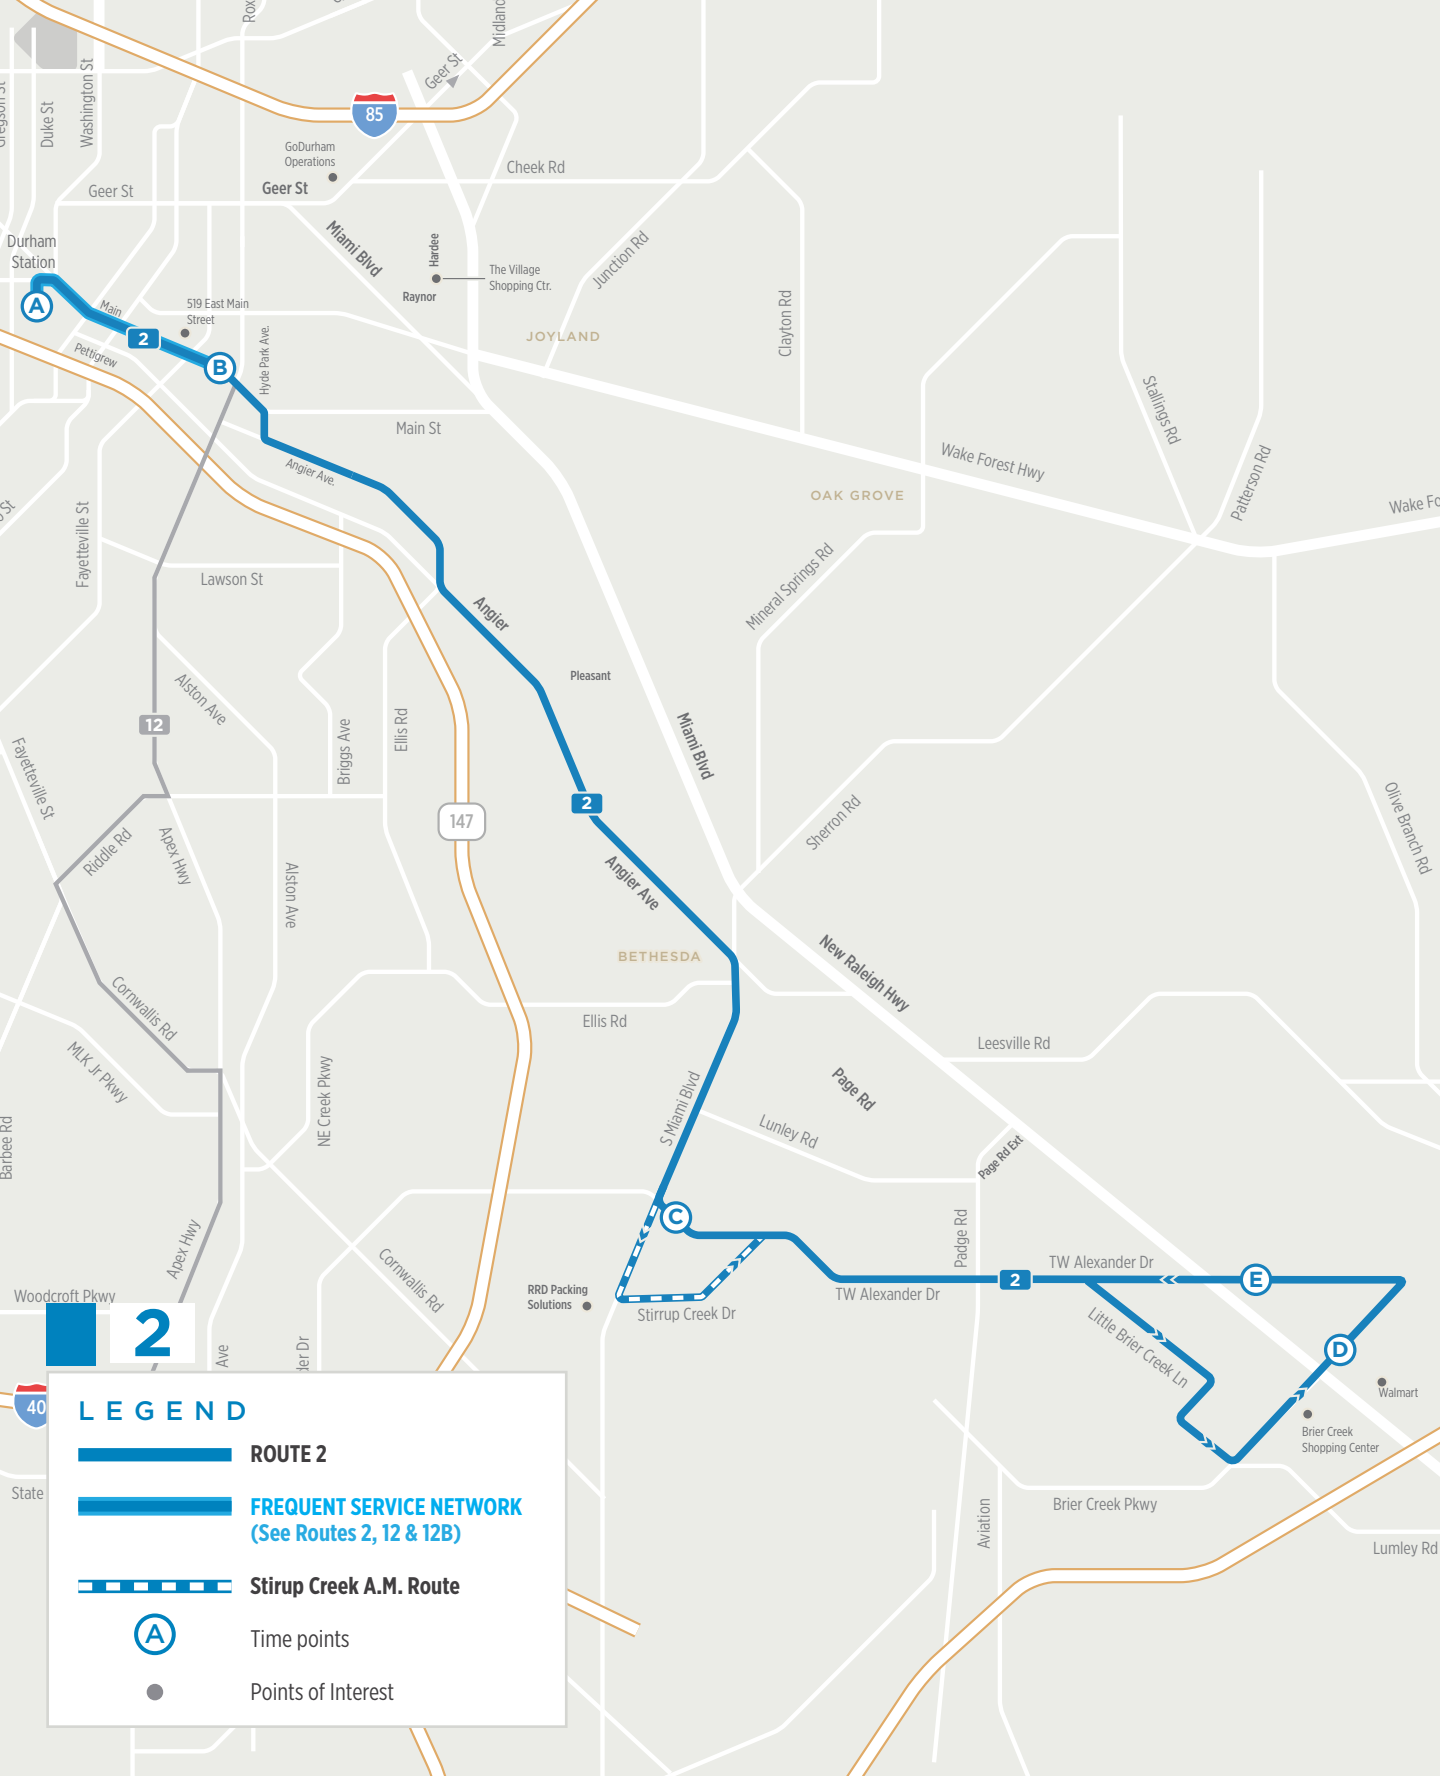 Rox
Midlan
Geer St
Gregson St
Duke St
Washington St
85
GoDurham
Operations
Cheek Rd
Geer St
Geer St
Miami Blvd
Hardee
Junction Rd
Durham
Station
The Village
Shopping Ctr.
Raynor
A
Main
519 East Main
Street
2
Pettigrew
B
Hyde Park Ave.
JOYLAND
Clayton Rd
Main St
Stallings Rd
Wake Forest Hwy
Patterson Rd
Angier Ave.
OAK GROVE
Wake Fo
St
Fayetteville St
Lawson St
Mineral Springs Rd
Angier
Pleasant
Alston Ave
12
Briggs Ave
Ellis Rd
Miami Blvd
Fayetteville St
147
2
Sherron Rd
Olive Branch Rd
Riddle Rd
Apex Hwy
Alston Ave
Angier Ave
BETHESDA
New Raleigh Hwy
Cornwallis Rd
Ellis Rd
Leesville Rd
MLK Jr Pkwy
NE Creek Pkwy
Page Rd
S Miami Blvd
Lunley Rd
Barbee Rd
Page Rd Ext
C
Padge Rd
Apex Hwy
Cornwallis Rd
TW Alexander Dr
2
E
RRD Packing
Solutions
TW Alexander Dr
Stirrup Creek Dr
Woodcroft Pkwy
2
Little Brier Creek Ln
D
Ave
der Dr
Walmart
40
Brier Creek
Shopping Center
State
Brier Creek Pkwy
Aviation
Lumley Rd
LEGEND
ROUTE 2
FREQUENT SERVICE NETWORK
(See Routes 2, 12 & 12B)
Stirup Creek A.M. Route
A
Time points
Points of Interest